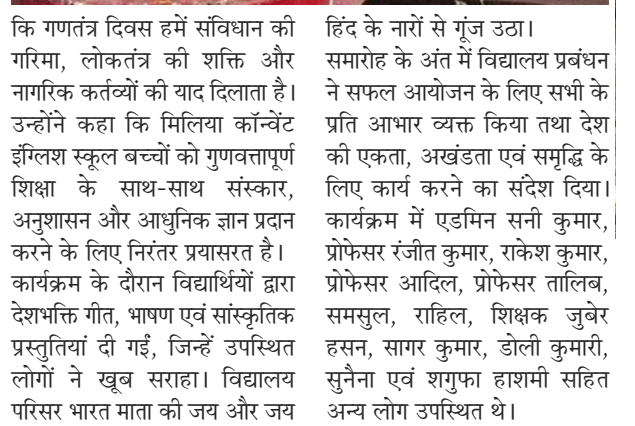 कि गणतंत्र दिवस हमें संविधान की
गरिमा, लोकतंत्र की शक्ति और
नागरिक कर्तव्यों की याद दिलाता है।
उन्होंने कहा कि मिलिया कॉन्वेंट
इंग्लिश स्कूल बच्चों को गुणवत्तापूर्ण
शिक्षा के साथ-साथ संस्कार,
अनुशासन और आधुनिक ज्ञान प्रदान
करने के लिए निरंतर प्रयासरत है।
कार्यक्रम के दौरान विद्यार्थियों द्वारा
देशभक्ति गीत, भाषण एवं सांस्कृतिक
प्रस्तुतियां दी गईं, जिन्हें उपस्थित
लोगों ने खूब सराहा। विद्यालय
परिसर भारत माता की जय और जय
हिंद के नारों से गूंज उठा।
समारोह के अंत में विद्यालय प्रबंधन
ने सफल आयोजन के लिए सभी के
प्रति आभार व्यक्त किया तथा देश
की एकता, अखंडता एवं समृद्धि के
लिए कार्य करने का संदेश दिया।
कार्यक्रम में एडमिन सनी कुमार,
प्रोफेसर रंजीत कुमार, राकेश कुमार,
प्रोफेसर आदिल, प्रोफेसर तालिब,
समसुल, राहिल, शिक्षक जुबेर
हसन, सागर कुमार, डोली कुमारी,
सुनैना एवं शगुफा हाशमी सहित
अन्य लोग उपस्थित थे।